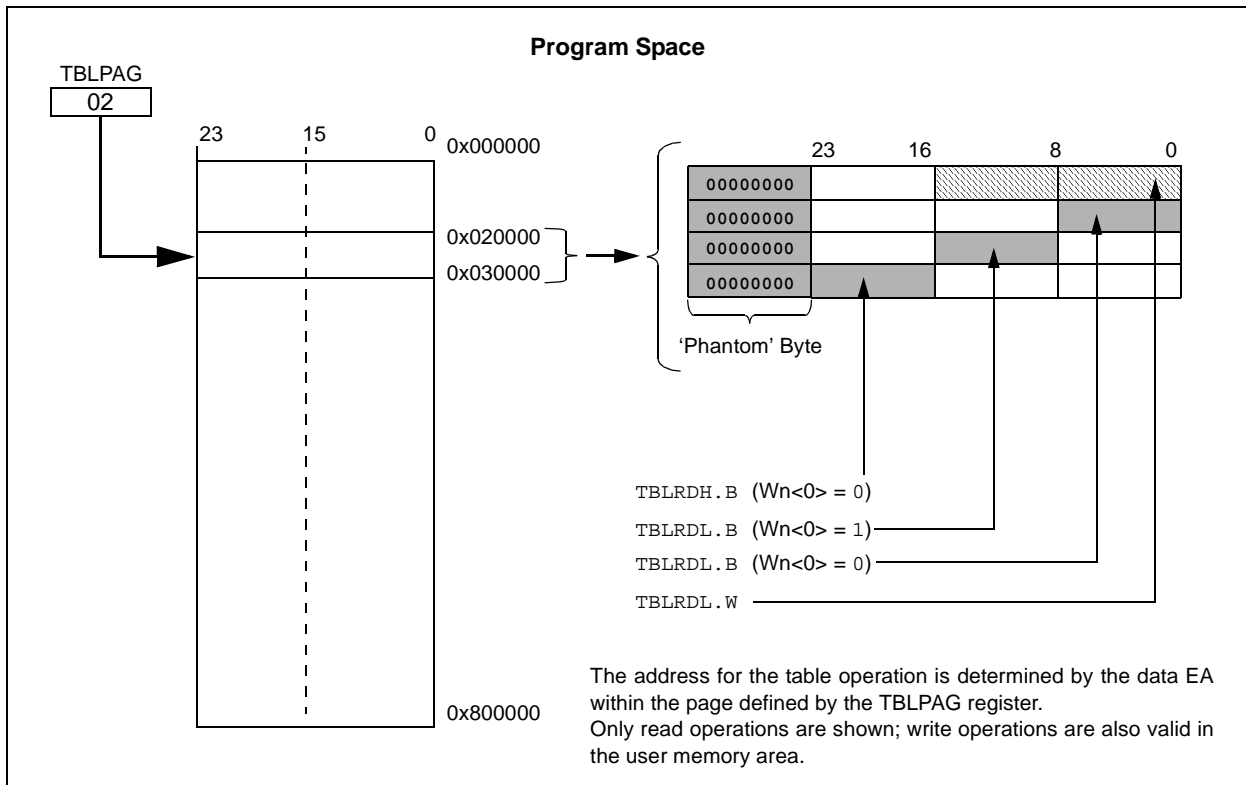 Program Space
TBLPAG
02
23 15 0
0x000000
0x020000
0x030000
0x800000
23 16 8 0
00000000
00000000
00000000
00000000
‘Phantom’ Byte
TBLRDH.B (Wn<0> = 0)
TBLRDL.B (Wn<0> = 1)
TBLRDL.B (Wn<0> = 0)
TBLRDL.W
The address for the table operation is determined by the data EA
within the page defined by the TBLPAG register.
Only read operations are shown; write operations are also valid in
the user memory area.